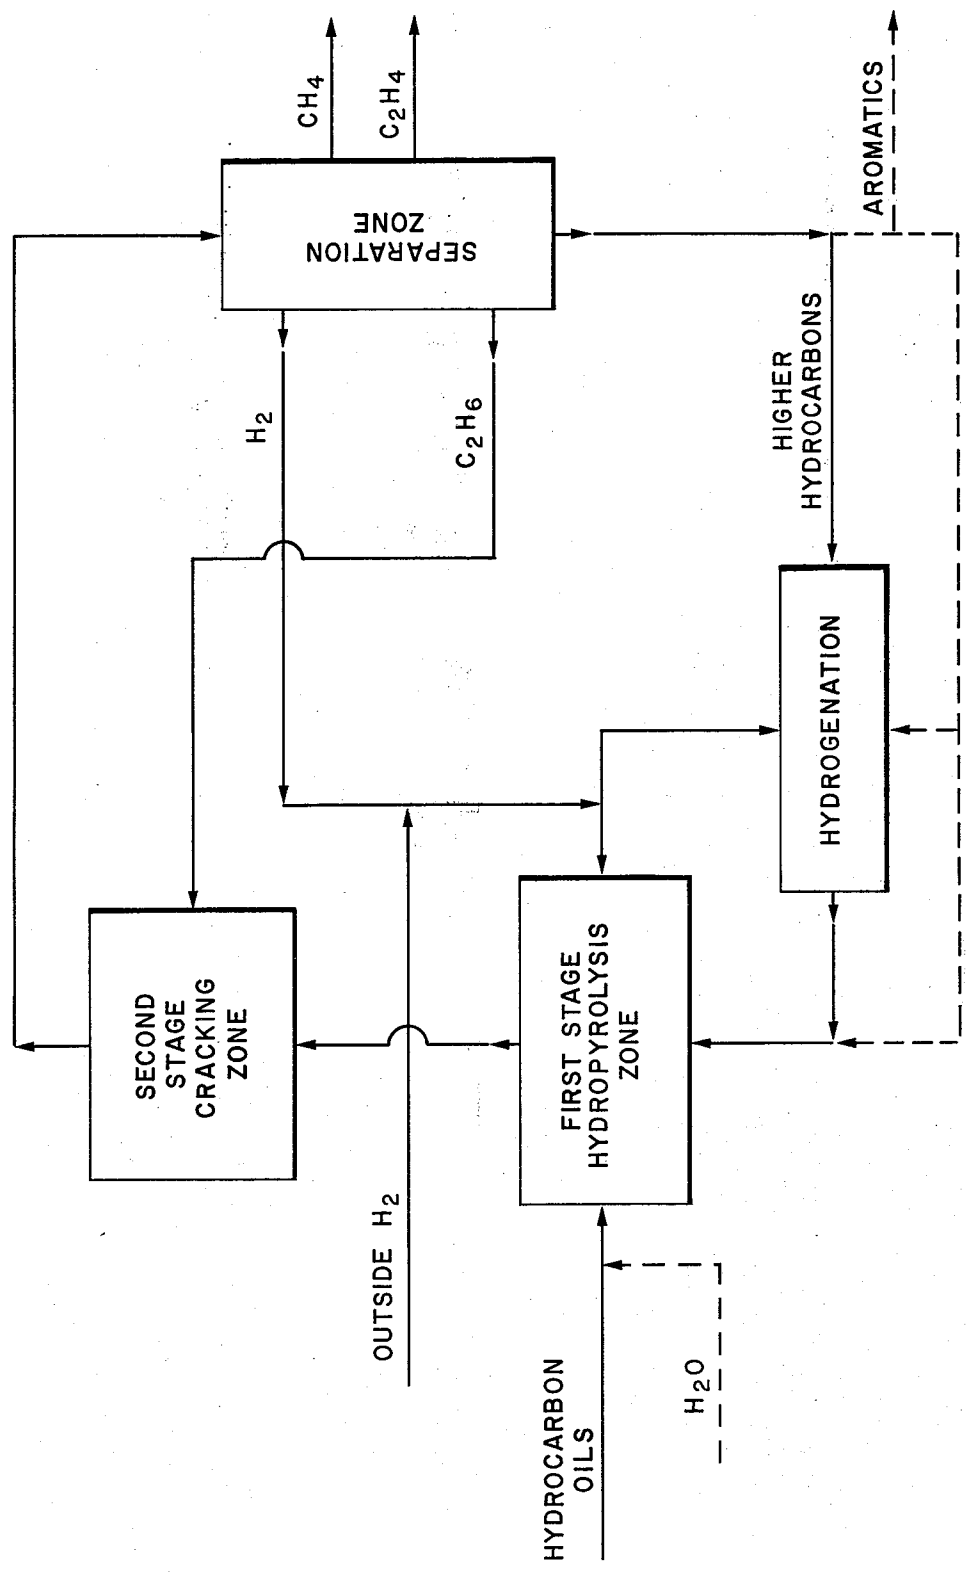 SECOND
STAGE
CRACKING
ZONE
H2
CH4
C2H4
SEPARATION
ZONE
OUTSIDE H2
C2H6
HYDROCARBON
OILS
FIRST STAGE
HYDROPYROLYSIS
ZONE
H2O
HIGHER
HYDROCARBONS
HYDROGENATION
AROMATICS